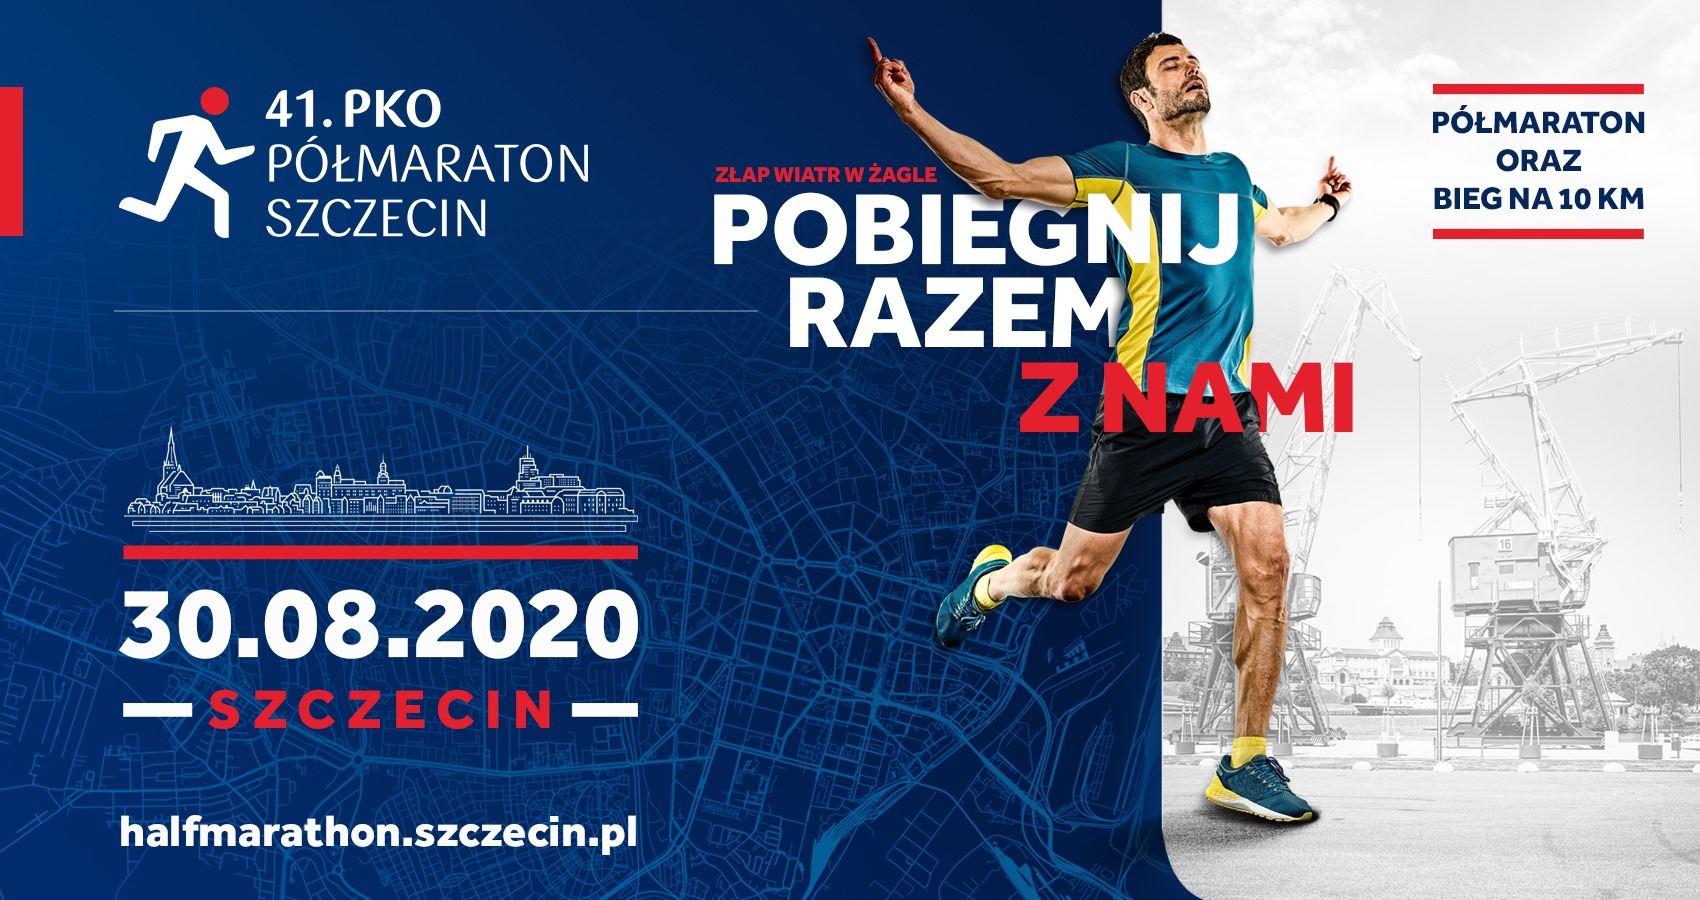 41. PKO
PÓŁMARATON
SZCZECIN
ZŁAP WIATR W ŻAGLE
POBIEGNIJ
RAZEM
Z NAMI
PÓŁMARATON
ORAZ
BIEG NA 10 KM
30.08.2020
SZCZECIN
halfmarathon.szczecin.pl
16